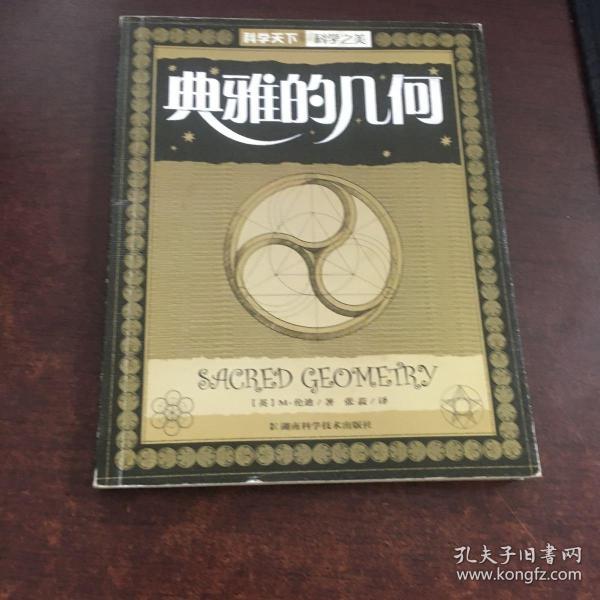 科学天下 科学之美
典雅的几何
SACRED GEOMETRY
[英] M·伦迪／著 张菽／译
湖南科学技术出版社
孔夫子旧书网
www.kongfz.com